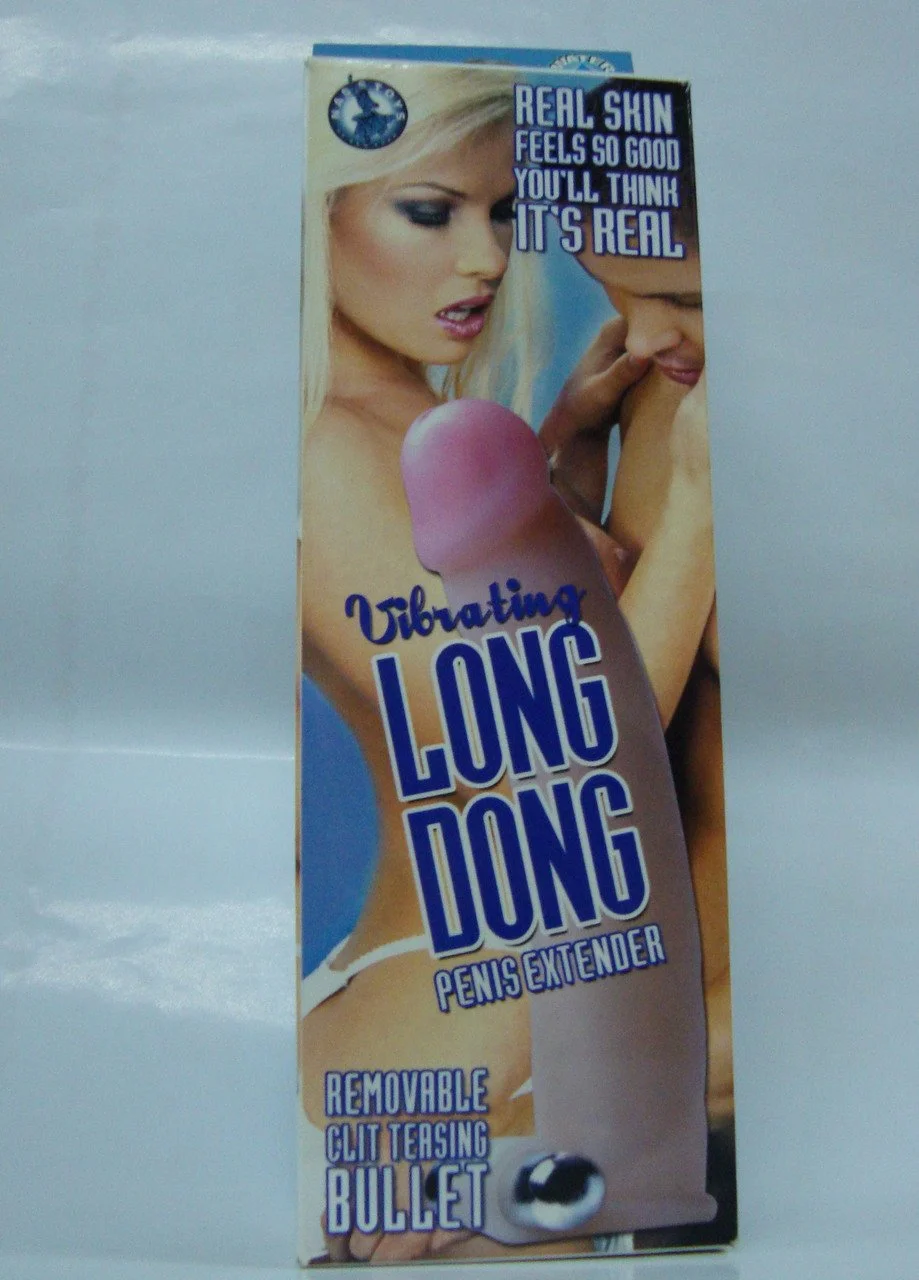 REAL SKIN
FEELS SO GOOD
YOU'LL THINK
IT'S REAL
Vibrating
LONG
DONG
PENIS EXTENDER
REMOVABLE
CLIT TEASING
BULLET